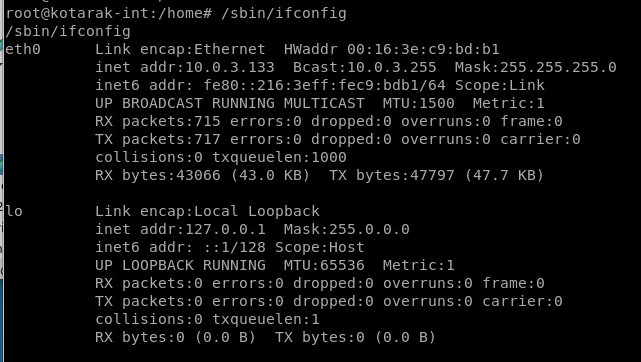 root@kotarak-int:/home# /sbin/ifconfig
/sbin/ifconfig
eth0      Link encap:Ethernet  HWaddr 00:16:3e:c9:bd:b1
          inet addr:10.0.3.133  Bcast:10.0.3.255  Mask:255.255.255.0
          inet6 addr: fe80::216:3eff:fec9:bdb1/64 Scope:Link
          UP BROADCAST RUNNING MULTICAST  MTU:1500  Metric:1
          RX packets:715 errors:0 dropped:0 overruns:0 frame:0
          TX packets:717 errors:0 dropped:0 overruns:0 carrier:0
          collisions:0 txqueuelen:1000
          RX bytes:43066 (43.0 KB)  TX bytes:47797 (47.7 KB)
lo        Link encap:Local Loopback
          inet addr:127.0.0.1  Mask:255.0.0.0
          inet6 addr: ::1/128 Scope:Host
          UP LOOPBACK RUNNING  MTU:65536  Metric:1
          RX packets:0 errors:0 dropped:0 overruns:0 frame:0
          TX packets:0 errors:0 dropped:0 overruns:0 carrier:0
          collisions:0 txqueuelen:1
          RX bytes:0 (0.0 B)  TX bytes:0 (0.0 B)